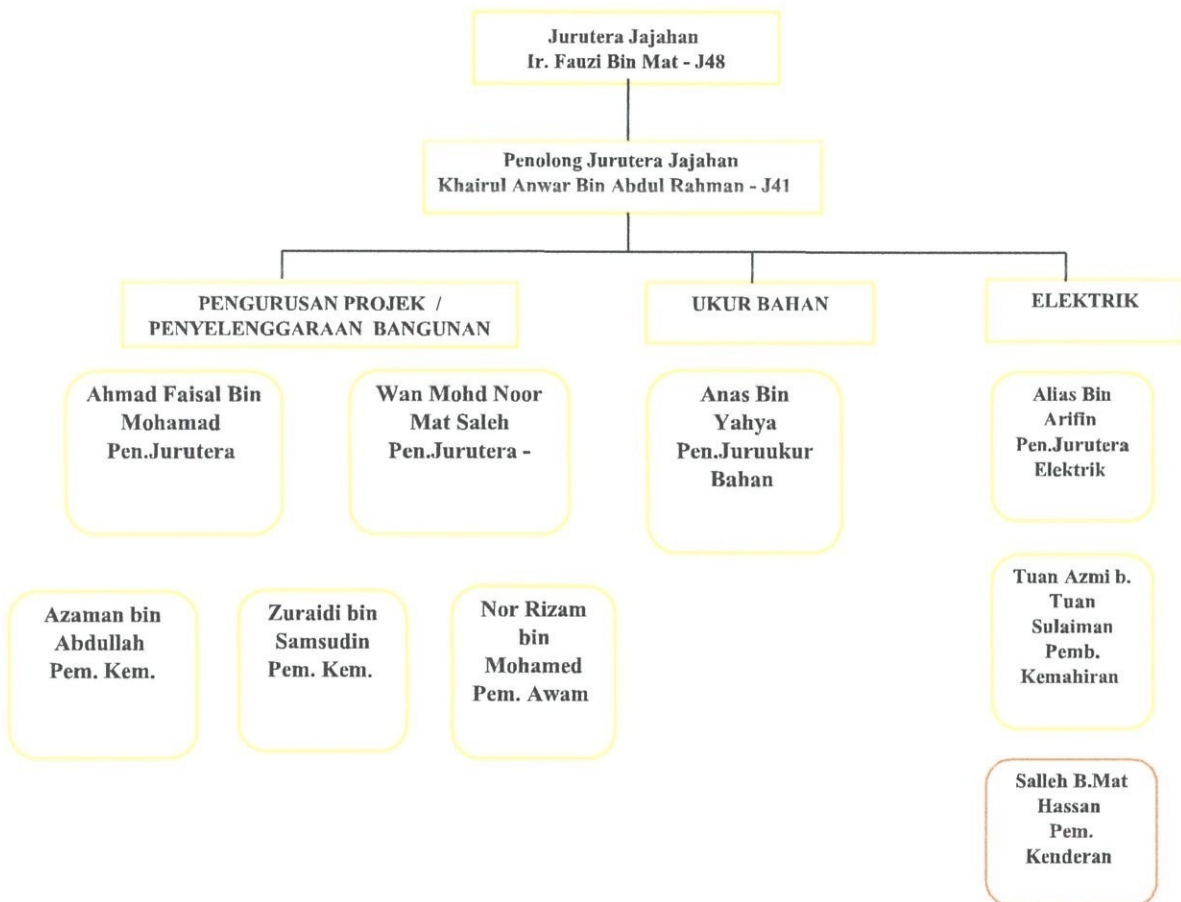 Jurutera Jajahan
Ir. Fauzi Bin Mat - J48
Penolong Jurutera Jajahan
Khairul Anwar Bin Abdul Rahman - J41
PENGURUSAN PROJEK /
PENYELENGGARAAN BANGUNAN
UKUR BAHAN
ELEKTRIK
Ahmad Faisal Bin
Mohamad
Pen.Jurutera
Wan Mohd Noor
Mat Saleh
Pen.Jurutera -
Anas Bin
Yahya
Pen.Juruukur
Bahan
Alias Bin
Arifin
Pen.Jurutera
Elektrik
Azaman bin
Abdullah
Pem. Kem.
Zuraidi bin
Samsudin
Pem. Kem.
Nor Rizam
bin
Mohamed
Pem. Awam
Tuan Azmi b.
Tuan
Sulaiman
Pemb.
Kemahiran
Salleh B.Mat
Hassan
Pem.
Kenderan